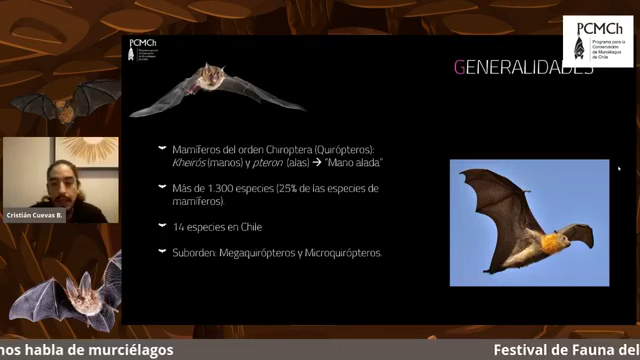 PCMCh
Programa para la
Conservación
de Murciélagos
de Chile
PCMCh
GENERALIDADES
Mamíferos del orden Chiroptera (Quirópteros):
Kheirós (manos) y pteron (alas) → "Mano alada"
Más de 1.300 especies (25% de las especies de
mamíferos).
14 especies en Chile
Suborden: Megaquirópteros y Microquirópteros.
Cristián Cuevas B.
nos habla de murciélagos
Festival de Fauna del